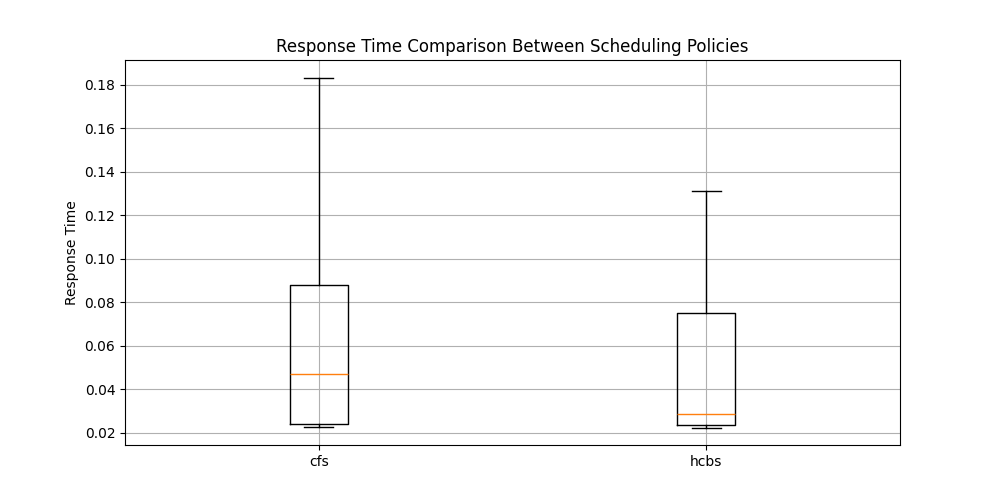 Response Time Comparison Between Scheduling Policies
0.18
0.16
0.14
0.12
0.10
0.08
0.06
0.04
0.02
Response Time
cfs
hcbs